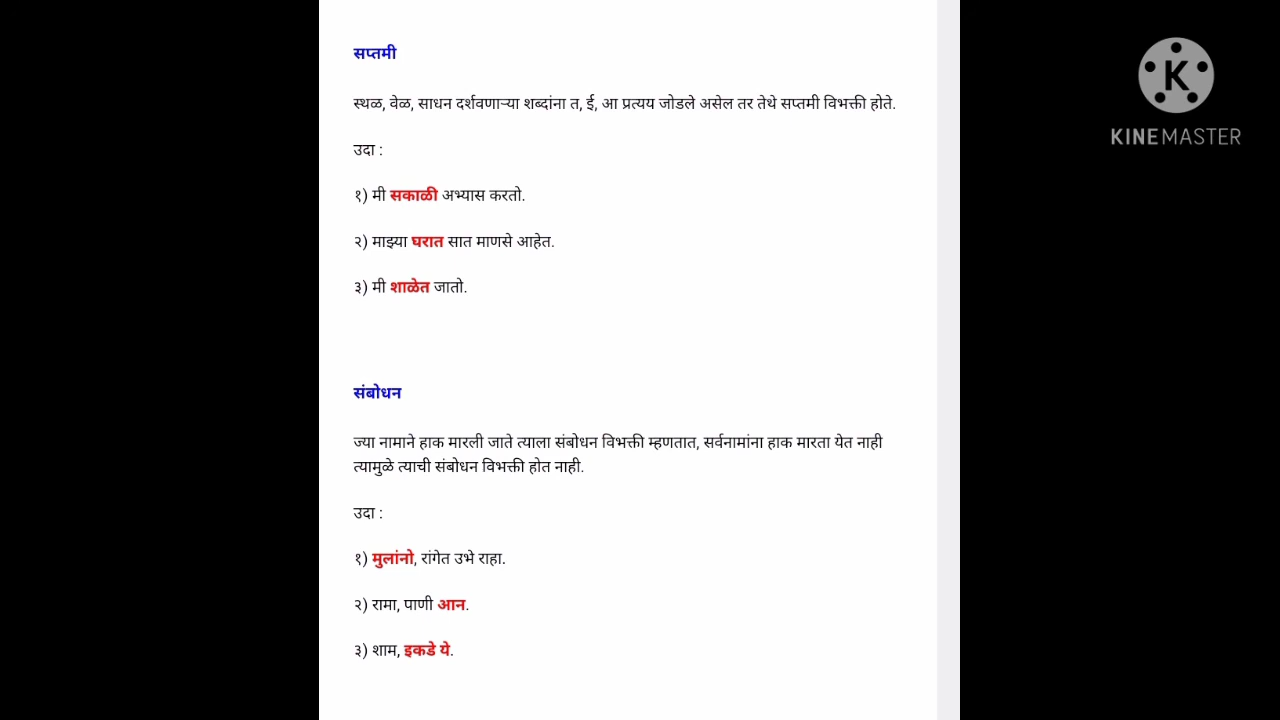 सप्तमी
स्थळ, वेळ, साधन दर्शवणाऱ्या शब्दांना त, ई, आ प्रत्यय जोडले असेल तर तेथे सप्तमी विभक्ती होते.
उदा :
१) मी सकाळी अभ्यास करतो.
२) माझ्या घरात सात माणसे आहेत.
३) मी शाळेत जातो.
संबोधन
ज्या नामाने हाक मारली जाते त्याला संबोधन विभक्ती म्हणतात, सर्वनामांना हाक मारता येत नाही
त्यामुळे त्याची संबोधन विभक्ती होत नाही.
उदा :
१) मुलांनो, रांगेत उभे राहा.
२) रामा, पाणी आन.
३) शाम, इकडे ये.
K
KINEMASTER